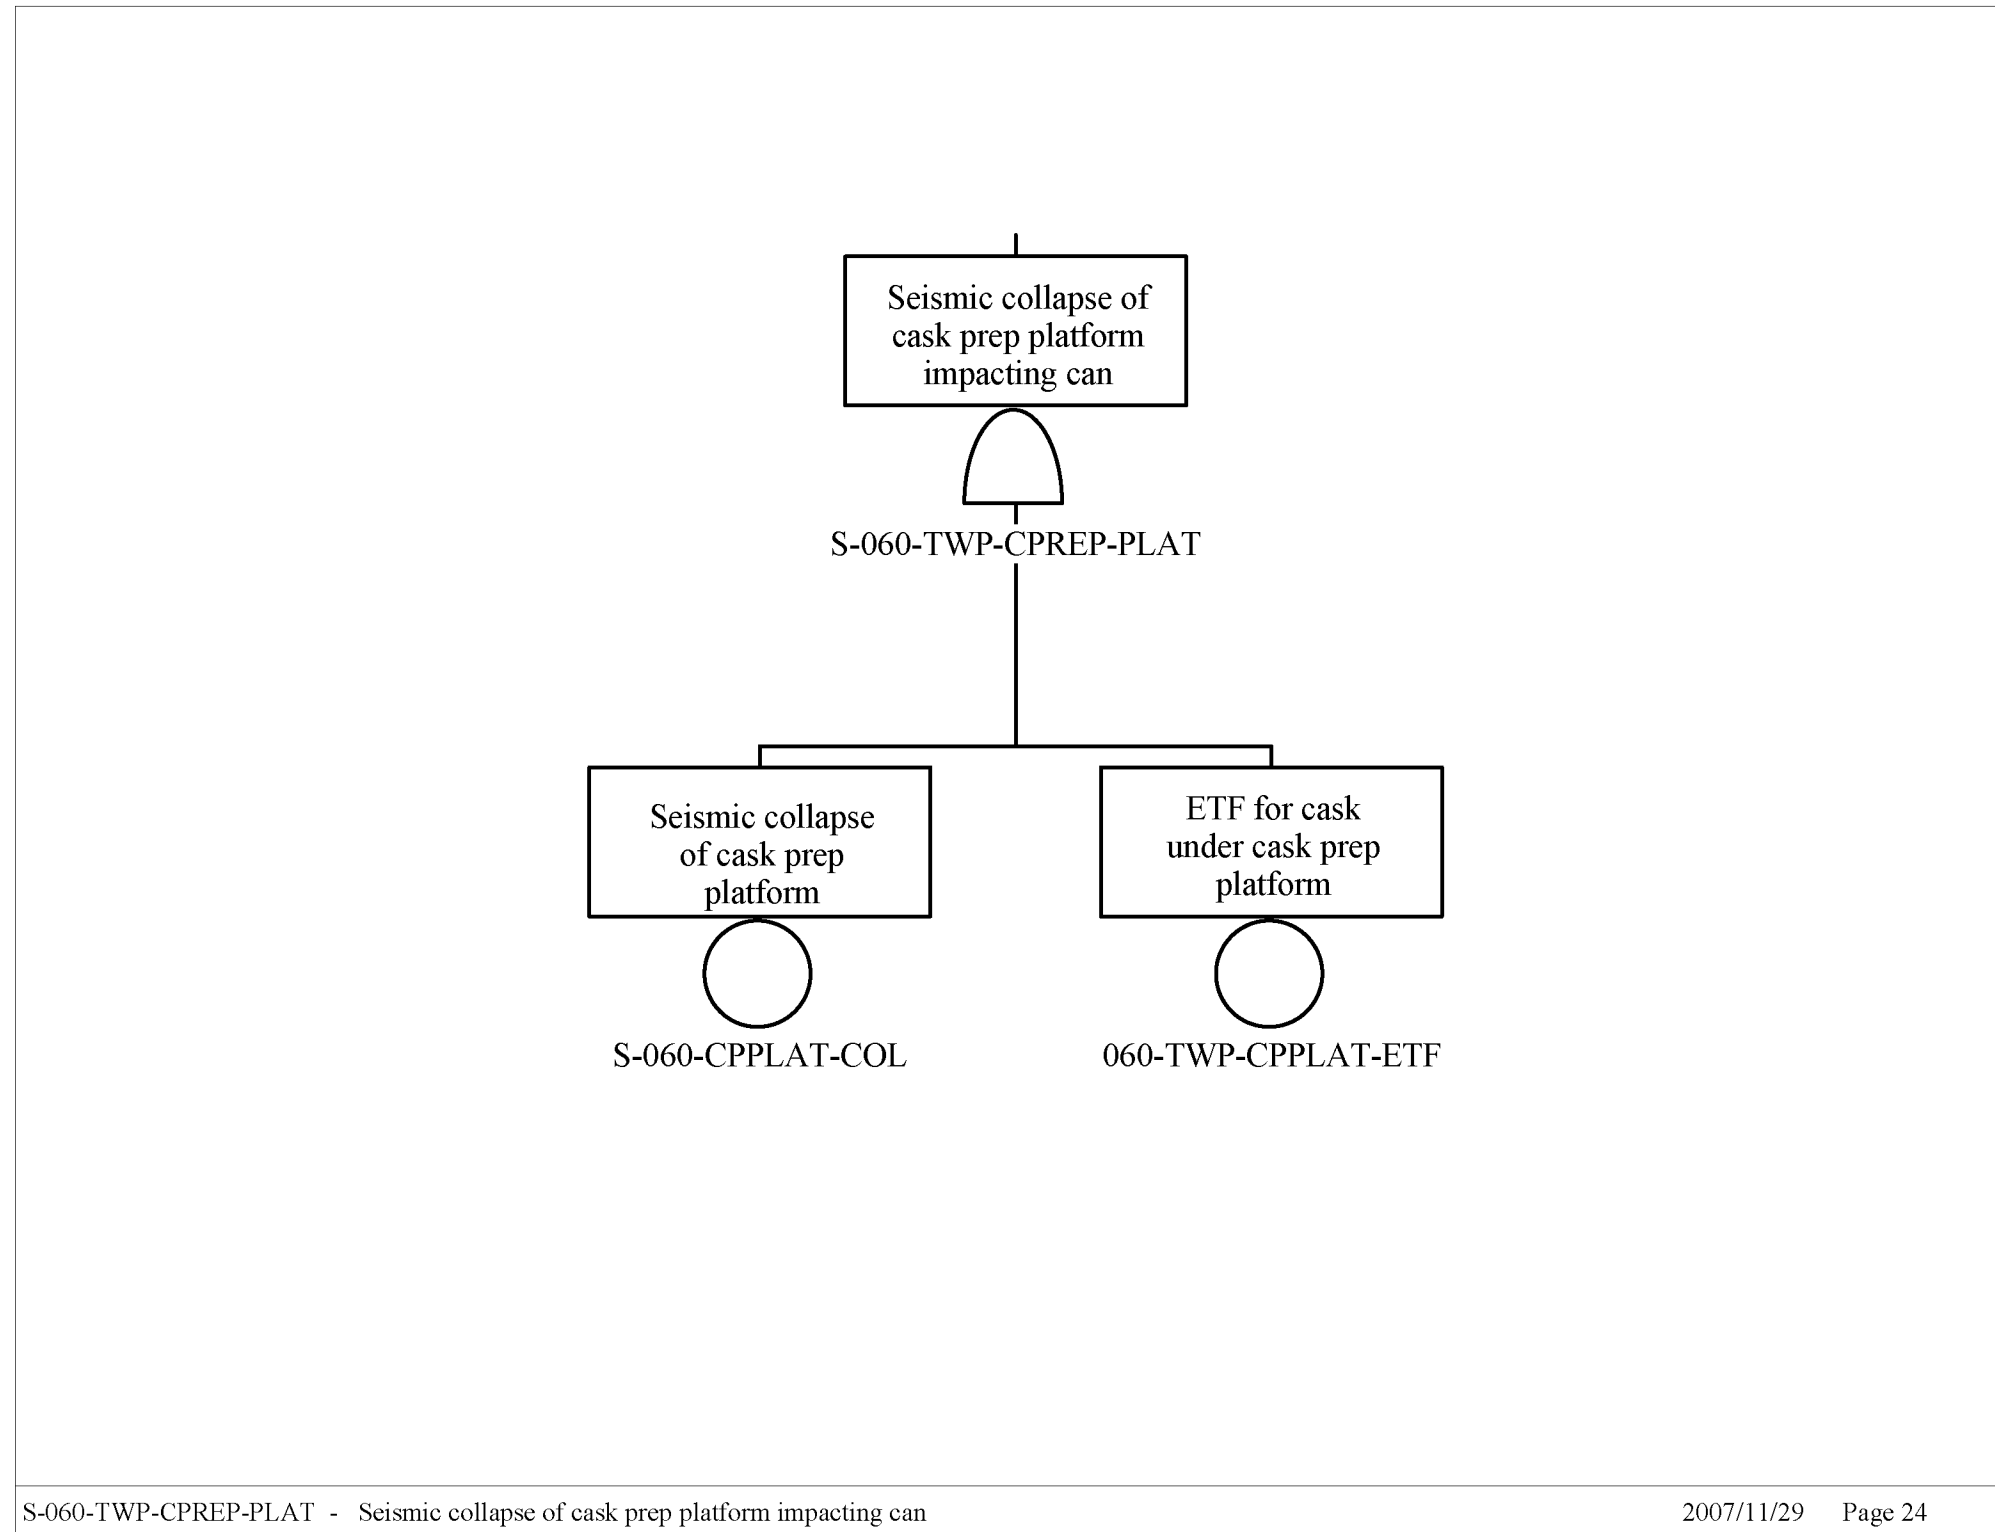 Seismic collapse of
cask prep platform
impacting can
S-060-TWP-CPREP-PLAT
Seismic collapse
of cask prep
platform
S-060-CPPLAT-COL
ETF for cask
under cask prep
platform
060-TWP-CPPLAT-ETF
S-060-TWP-CPREP-PLAT - Seismic collapse of cask prep platform impacting can
2007/11/29 Page 24